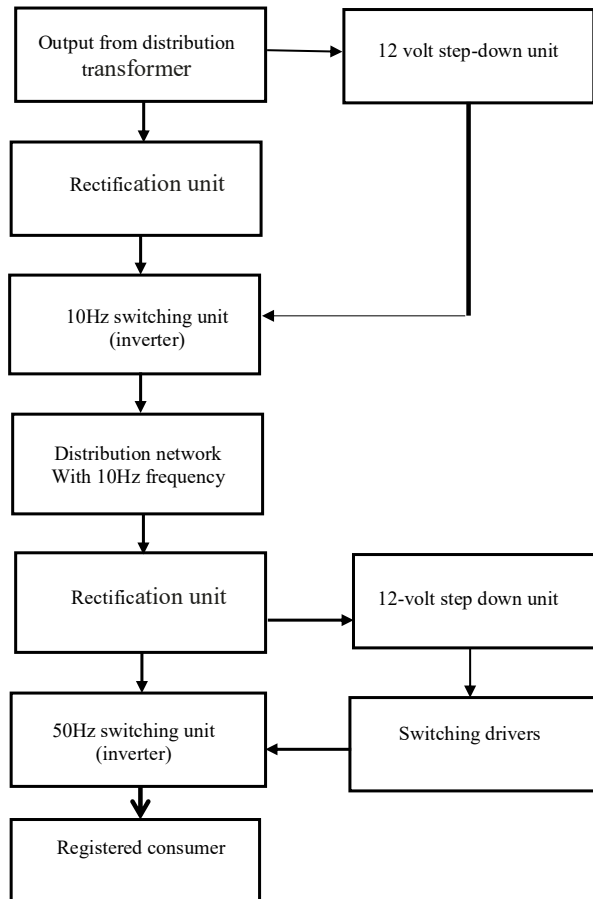 Output from distribution
transformer
12 volt step-down unit
Rectification unit
10Hz switching unit
(inverter)
Distribution network
With 10Hz frequency
Rectification unit
12-volt step down unit
50Hz switching unit
(inverter)
Switching drivers
Registered consumer